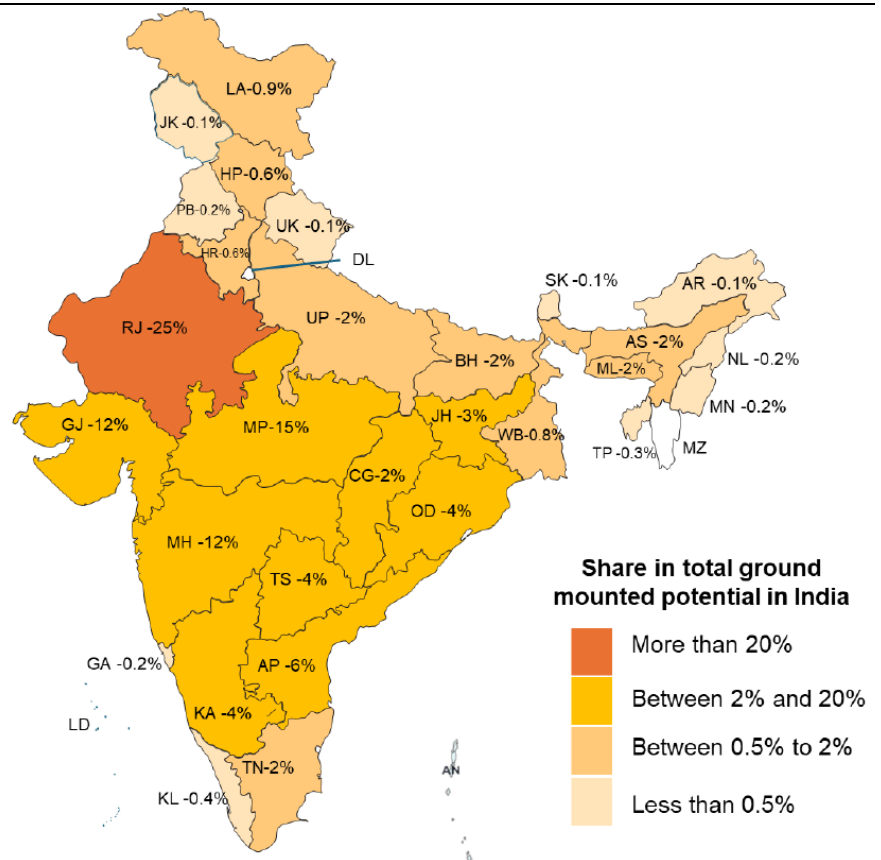 LA-0.9%
JK -0.1%
HP-0.6%
PB-0.2%
UK -0.1%
HR-0.6%
DL
SK -0.1%
AR -0.1%
RJ -25%
UP -2%
AS -2%
BH -2%
ML-2%
NL -0.2%
MN -0.2%
GJ -12%
MP-15%
JH -3%
WB-0.8%
TP -0.3%
MZ
CG-2%
OD -4%
MH -12%
TS -4%
Share in total ground
mounted potential in India
More than 20%
GA -0.2%
AP -6%
Between 2% and 20%
KA -4%
LD
Between 0.5% to 2%
TN-2%
AN
KL -0.4%
Less than 0.5%